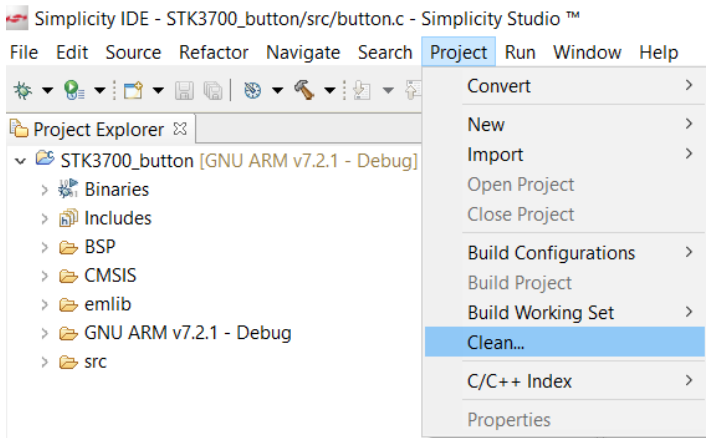 Simplicity IDE - STK3700_button/src/button.c - Simplicity Studio ™
File Edit Source Refactor Navigate Search Project Run Window Help
Project Explorer
STK3700_button [GNU ARM v7.2.1 - Debug]
Binaries
Includes
BSP
CMSIS
emlib
GNU ARM v7.2.1 - Debug
src
Convert
New
Import
Open Project
Close Project
Build Configurations
Build Project
Build Working Set
Clean...
C/C++ Index
Properties